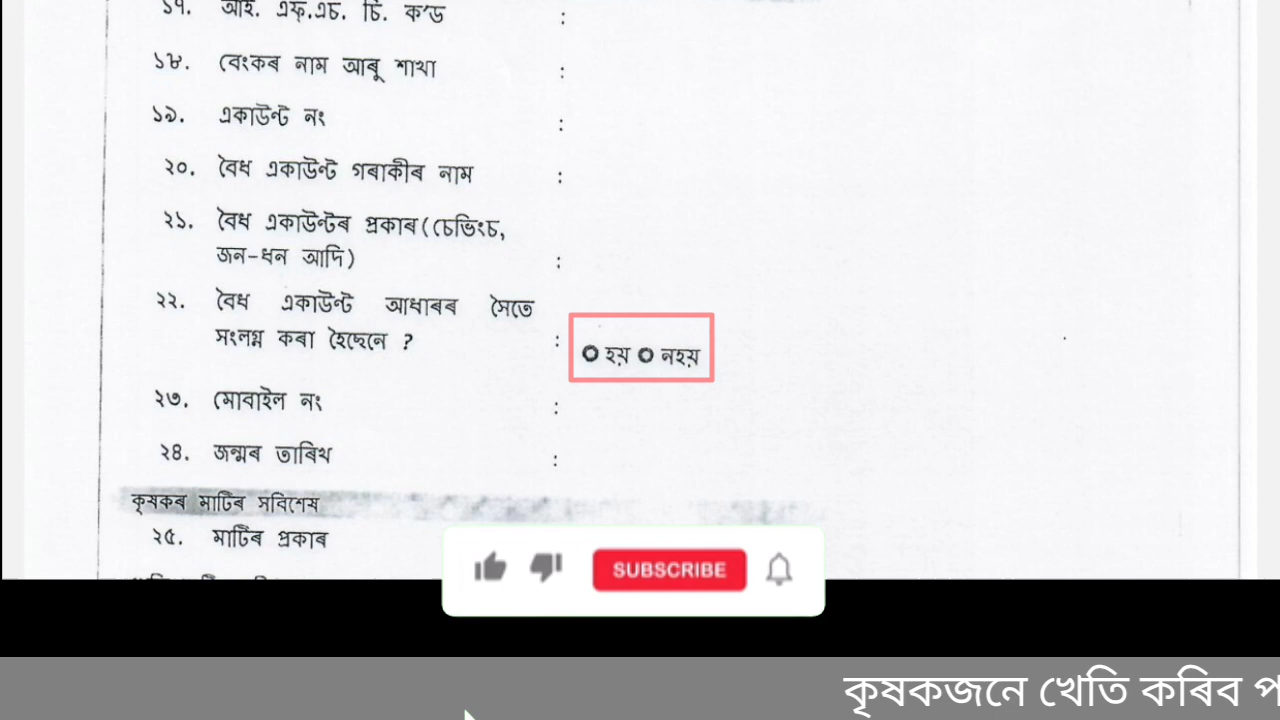 ১৭. আই. এফ.এচ. চি. ক'ড :
১৮. বেংকৰ নাম আৰু শাখা :
১৯. একাউন্ট নং :
২০. বৈধ একাউন্ট গৰাকীৰ নাম :
২১. বৈধ একাউন্টৰ প্ৰকাৰ(চেভিংচ,
জন-ধন আদি) :
২২. বৈধ একাউন্ট আধাৰৰ সৈতে
সংলগ্ন কৰা হৈছেনে ? : হয় নহয়
২৩. মোবাইল নং :
২৪. জন্মৰ তাৰিখ :
কৃষকৰ মাটিৰ সবিশেষ
২৫. মাটিৰ প্ৰকাৰ
SUBSCRIBE
কৃষকজনে খেতি কৰিব প